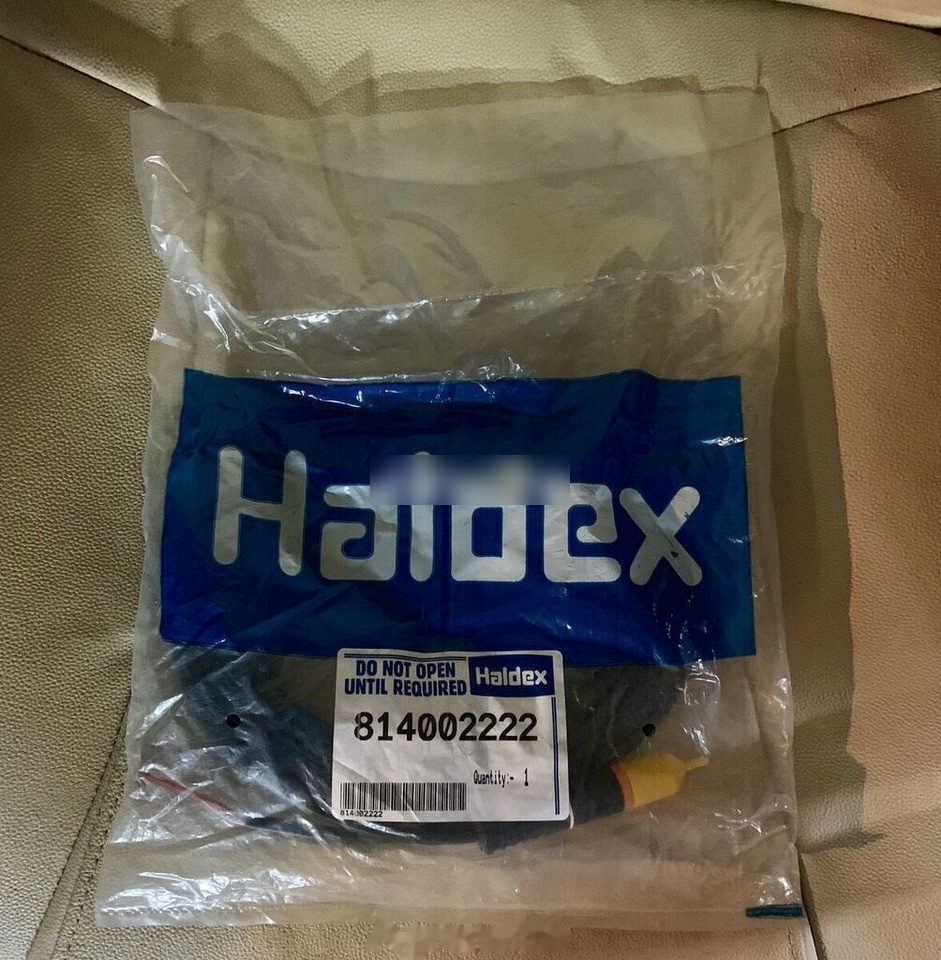 Haldex
DO NOT OPEN
UNTIL REQUIRED
Haldex
814002222
Quantity:- 1
814002222